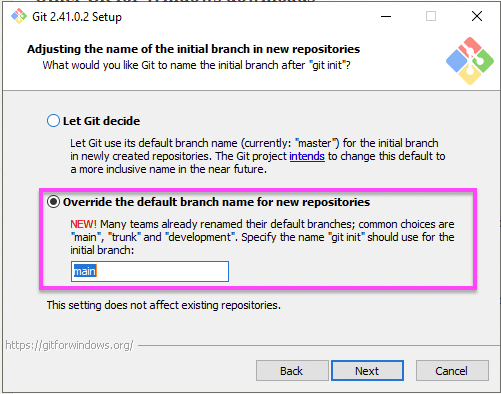 Git 2.41.0.2 Setup
Adjusting the name of the initial branch in new repositories
What would you like Git to name the initial branch after "git init"?
Let Git decide
Let Git use its default branch name (currently: "master") for the initial branch
in newly created repositories. The Git project intends to change this default to
a more inclusive name in the near future.
Override the default branch name for new repositories
NEW! Many teams already renamed their default branches; common choices are
"main", "trunk" and "development". Specify the name "git init" should use for the
initial branch:
main
This setting does not affect existing repositories.
https://gitforwindows.org/
Back
Next
Cancel